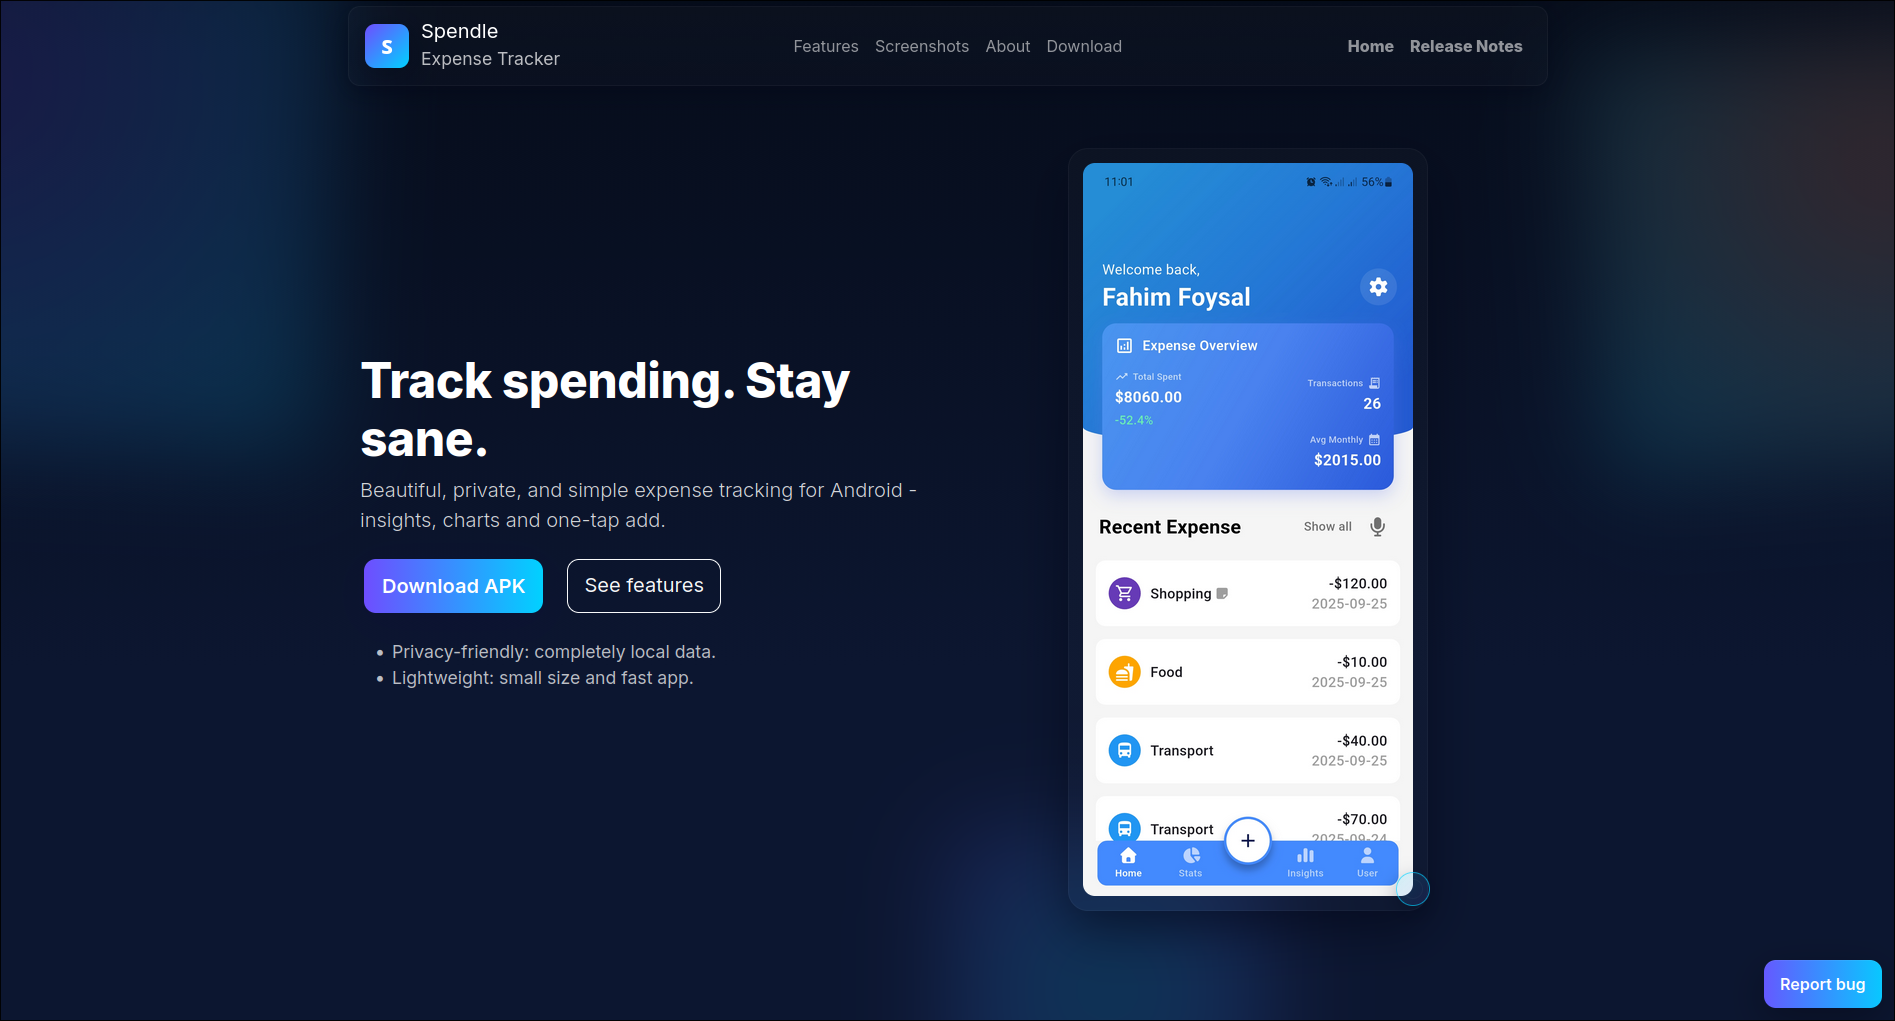 S
Spendle
Expense Tracker
Features Screenshots About Download
Home Release Notes
Track spending. Stay
sane.
Beautiful, private, and simple expense tracking for Android -
insights, charts and one-tap add.
Download APK
See features
• Privacy-friendly: completely local data.
• Lightweight: small size and fast app.
11:01
56%
Welcome back,
Fahim Foysal
Expense Overview
Total Spent
$8060.00
-52.4%
Transactions
26
Avg Monthly
$2015.00
Recent Expense
Show all
Shopping
-$120.00
2025-09-25
Food
-$10.00
2025-09-25
Transport
-$40.00
2025-09-25
Transport
-$70.00
2025-09-24
+
Home
Stats
Insights
User
Report bug